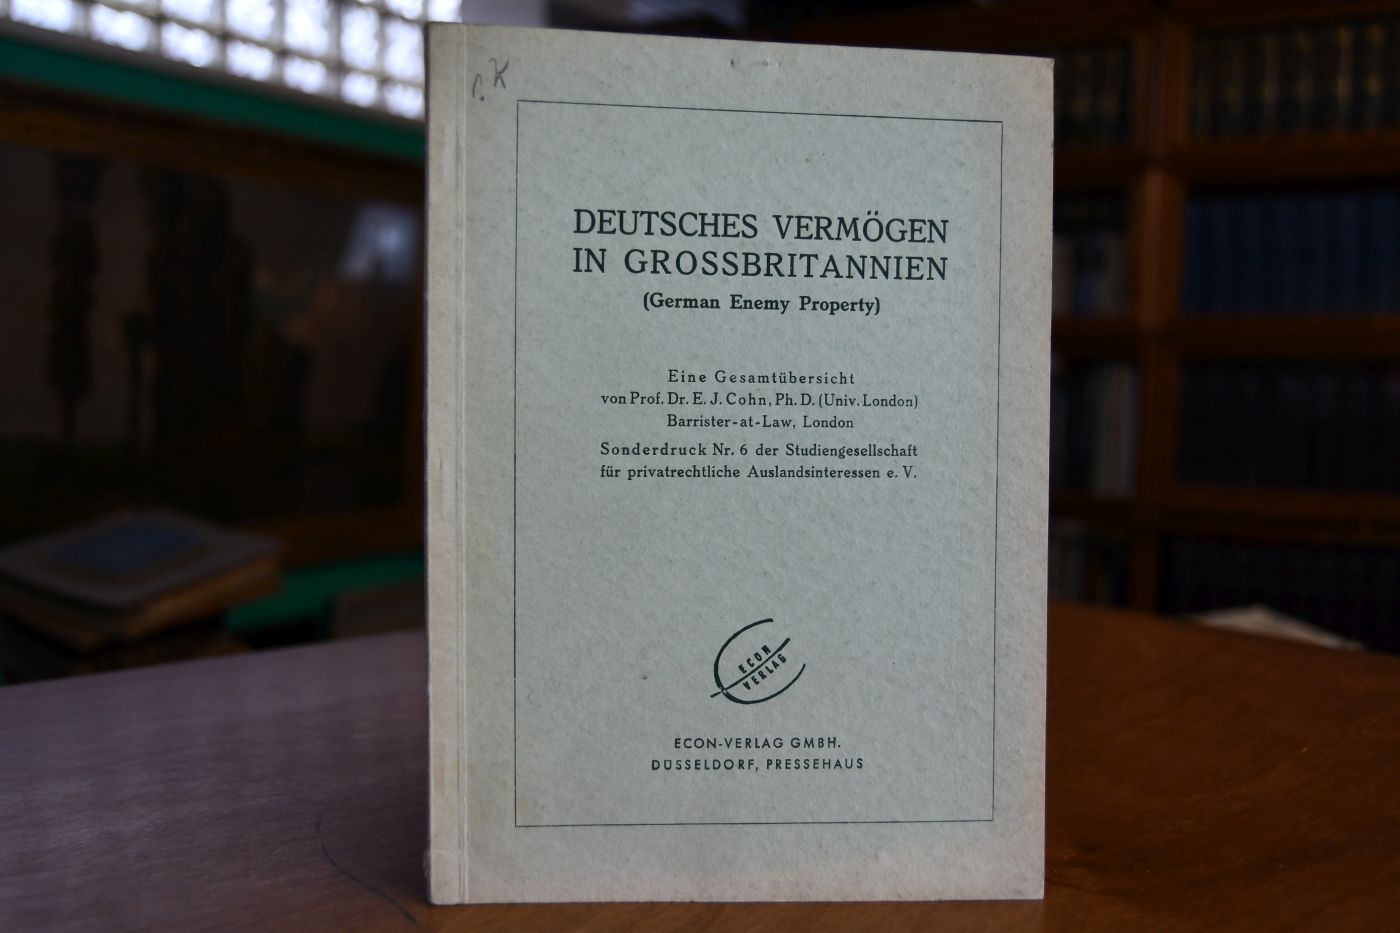 DEUTSCHES VERMÖGEN
IN GROSSBRITANNIEN
(German Enemy Property)
Eine Gesamtübersicht
von Prof. Dr. E. J. Cohn, Ph. D. (Univ. London)
Barrister-at-Law, London
Sonderdruck Nr. 6 der Studiengesellschaft
für privatrechtliche Auslandsinteressen e. V.
ECON
VERLAG
ECON-VERLAG GMBH.
DÜSSELDORF, PRESSEHAUS